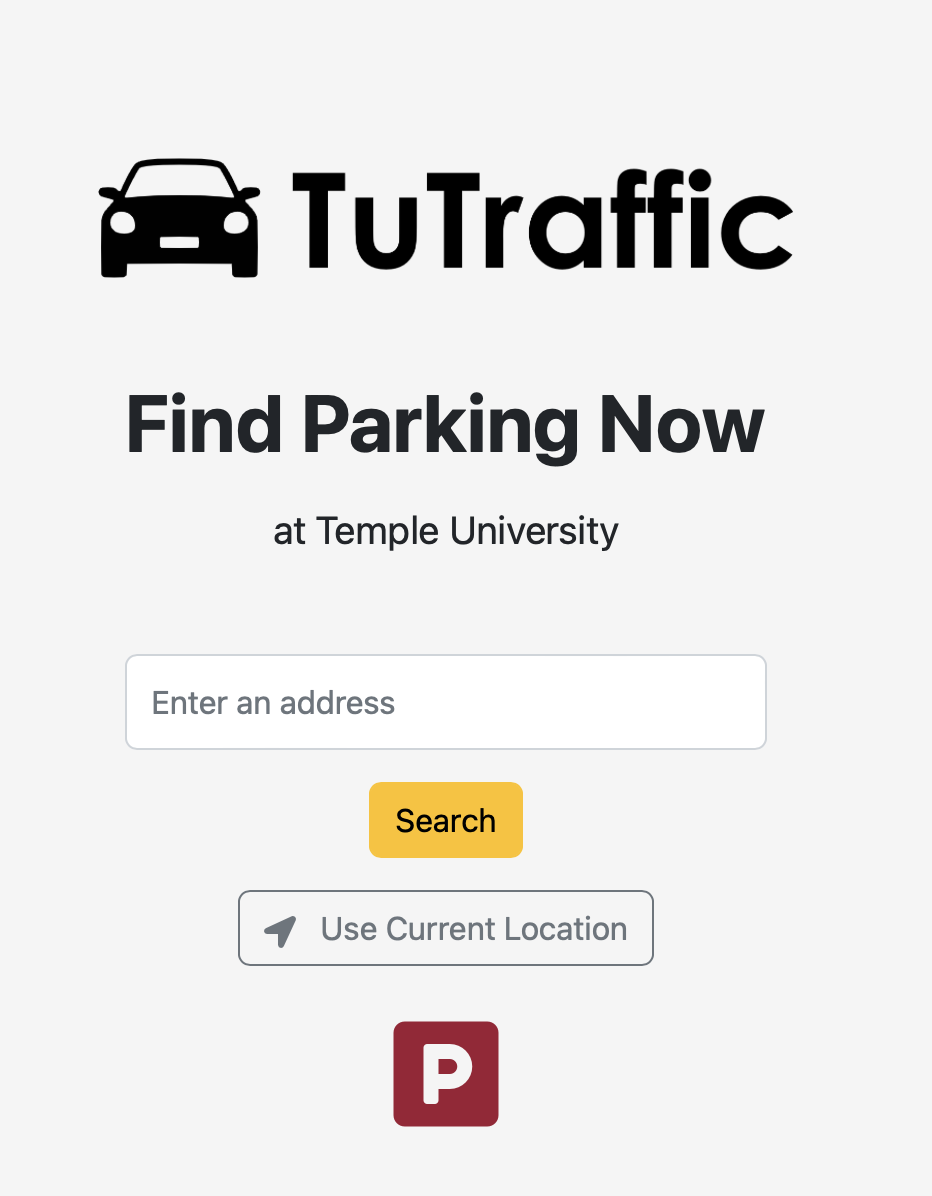 TuTraffic
Find Parking Now
at Temple University
Enter an address
Search
Use Current Location
P